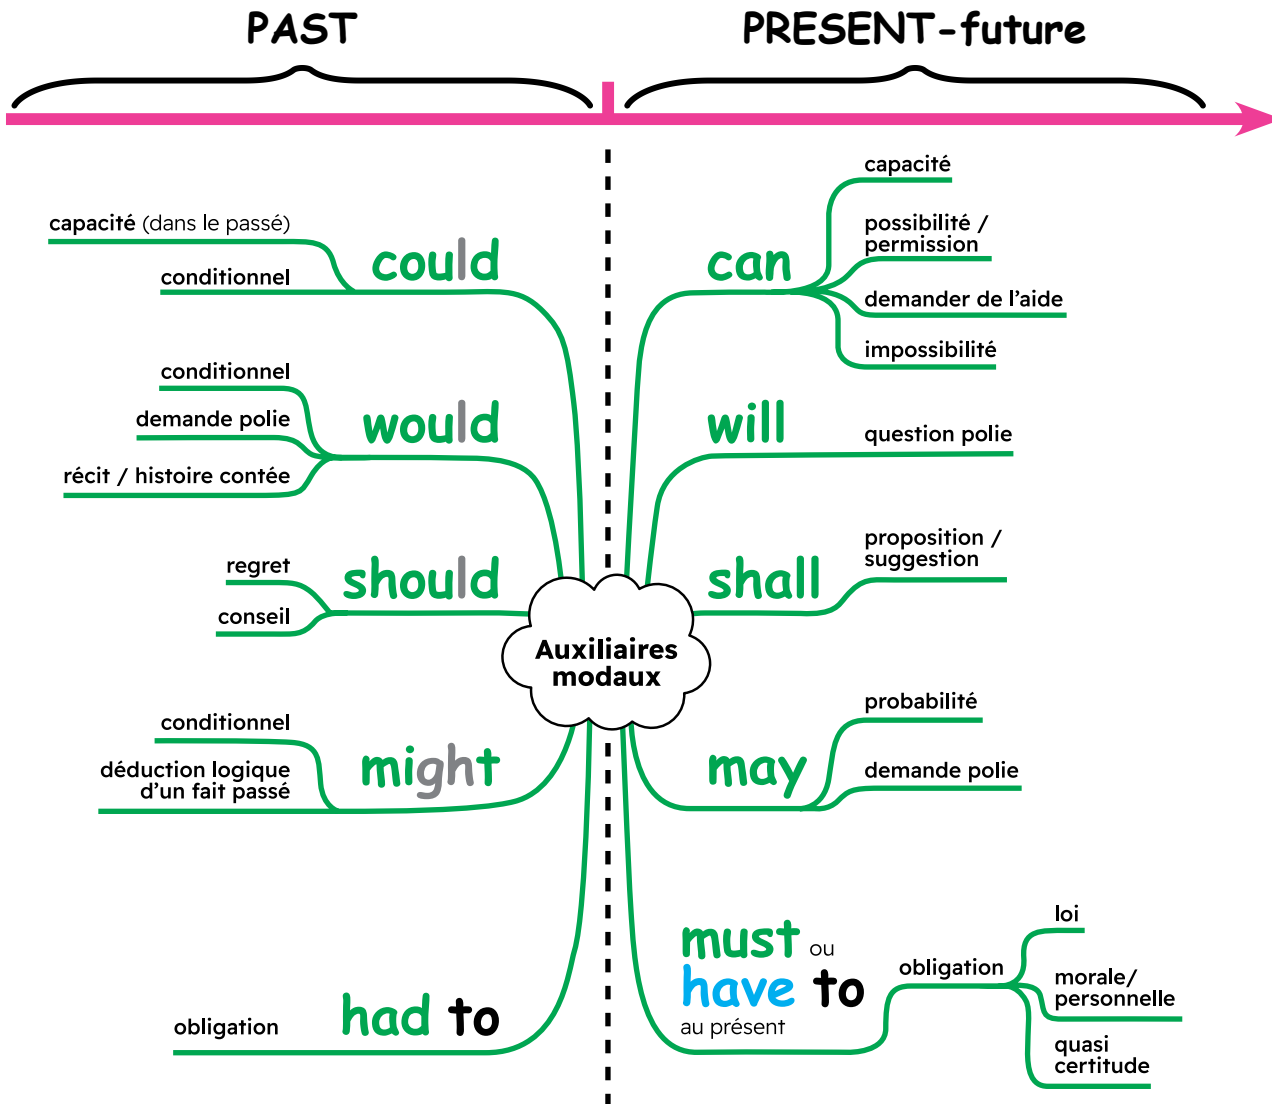 PAST
PRESENT-future
capacité (dans le passé)
conditionnel
could
conditionnel
demande polie
récit / histoire contée
would
regret
conseil
should
conditionnel
déduction logique
d'un fait passé
might
obligation
had to
Auxiliaires
modaux
can
capacité
possibilité /
permission
demander de l'aide
impossibilité
will
question polie
shall
proposition /
suggestion
may
probabilité
demande polie
must ou
have to
au présent
obligation
loi
morale/
personnelle
quasi
certitude